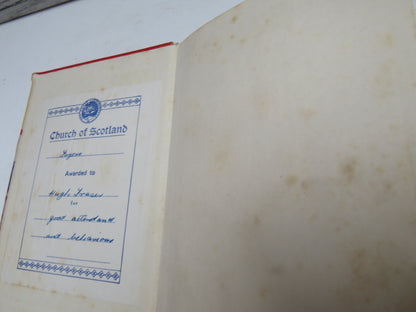 Church of Scotland
Awarded to
Hugh Fraser
for
good attendance
and behaviour